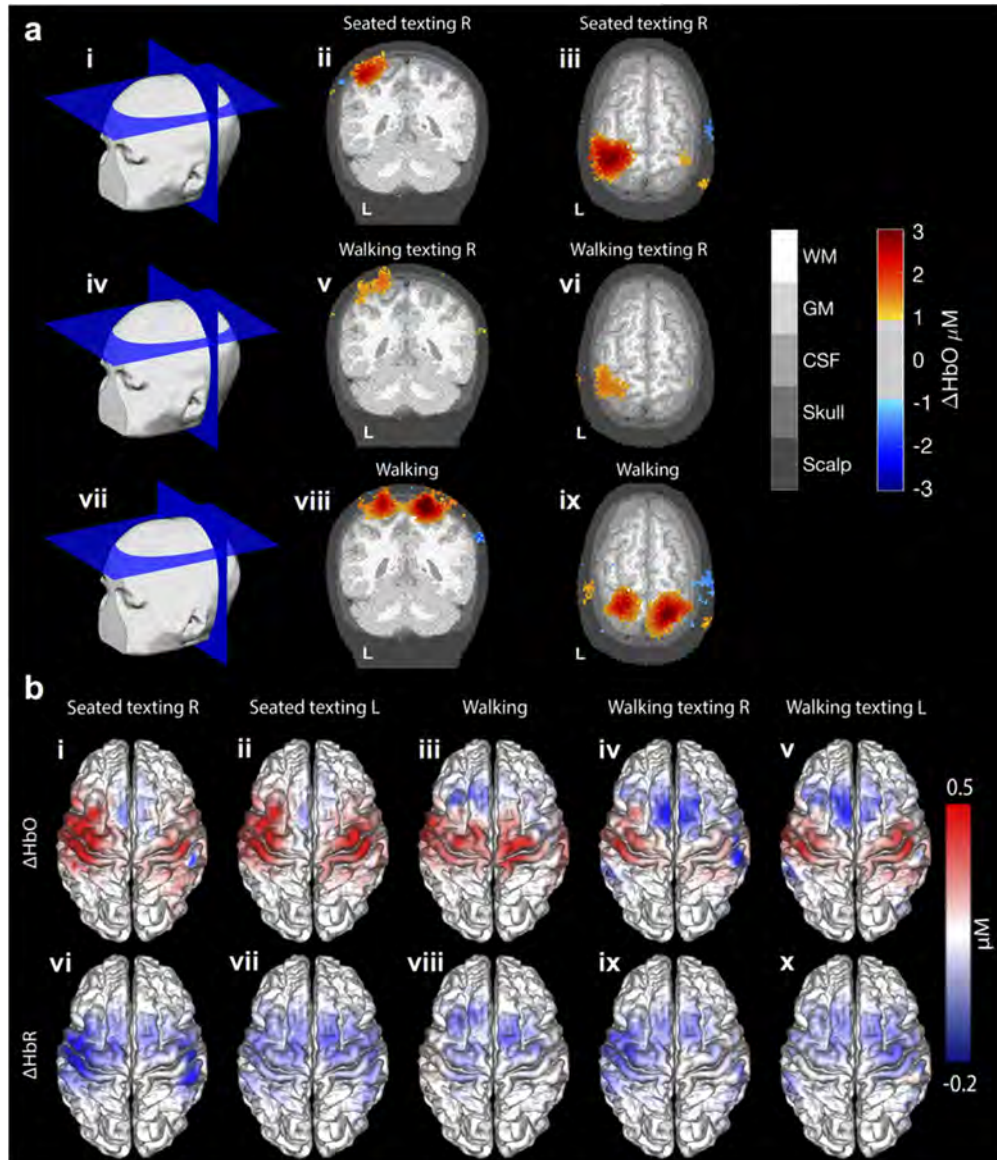 a
Seated texting R
Seated texting R
i
ii
iii
L
L
Walking texting R
Walking texting R
iv
v
vi
L
L
Walking
Walking
vii
viii
ix
L
L
WM
GM
CSF
Skull
Scalp
3
2
1
0
-1
-2
-3
ΔHbO μM
b
Seated texting R
Seated texting L
Walking
Walking texting R
Walking texting L
i
ii
iii
iv
v
ΔHbO
vi
vii
viii
ix
x
ΔHbR
0.5
μM
-0.2